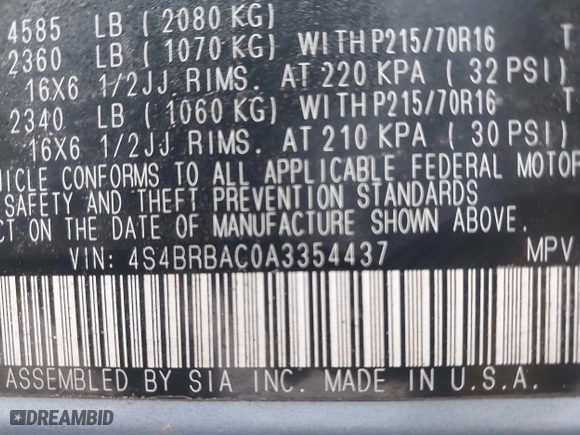 4585 LB ( 2080 KG)
2360 LB ( 1070 KG) WITH P215/70R16 T
16X6 1/2JJ RIMS. AT 220 KPA ( 32 PSI)
2340 LB ( 1060 KG) WITH P215/70R16 T
16X6 1/2JJ RIMS. AT 210 KPA ( 30 PSI)
HICLE CONFORMS TO ALL APPLICABLE FEDERAL MOTOR
SAFETY AND THEFT PREVENTION STANDARDS
CT ON THE DATE OF MANUFACTURE SHOWN ABOVE.
VIN: 4S4BRBAC0A3354437 MPV
ASSEMBLED BY SIA INC. MADE IN U.S.A.
DREAMBID